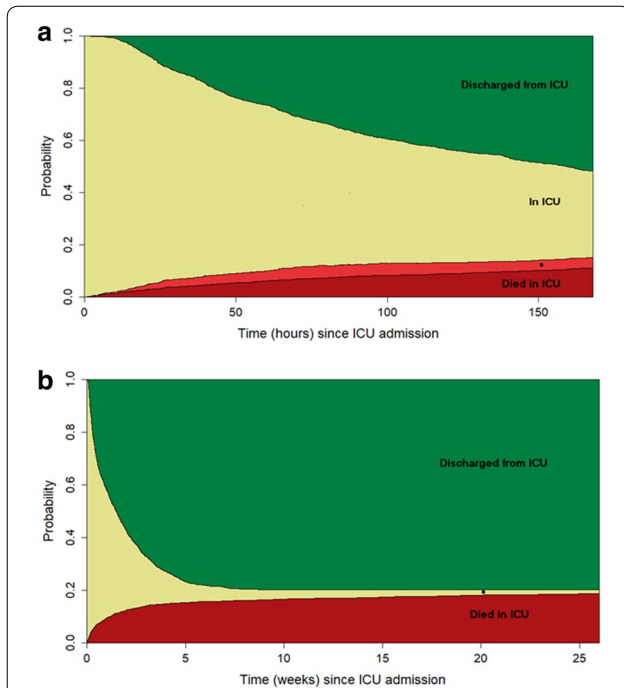 a
1.0
0.8
0.6
0.4
0.2
0.0
Probability
Discharged from ICU
In ICU
*
Died in ICU
0
50
100
150
Time (hours) since ICU admission
b
1.0
0.8
0.6
0.4
0.2
0.0
Probability
Discharged from ICU
*
Died in ICU
0
5
10
15
20
25
Time (weeks) since ICU admission